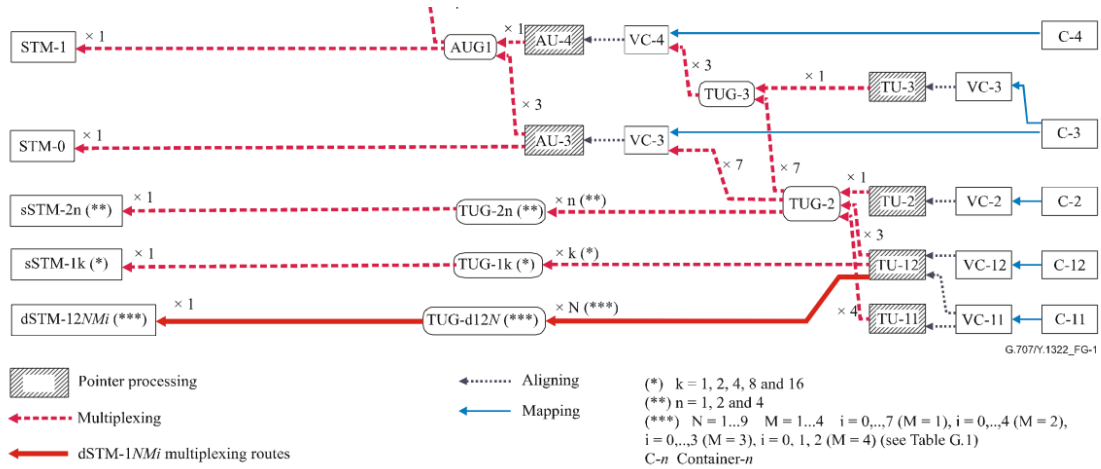 STM-1
× 1
AUG1
× 1
AU-4
VC-4
C-4
× 3
TUG-3
× 1
TU-3
VC-3
× 3
STM-0
× 1
AU-3
VC-3
C-3
× 7
× 7
sSTM-2n (**)
× 1
TUG-2n (**)
× n (**)
TUG-2
× 1
TU-2
VC-2
C-2
× 3
sSTM-1k (*)
× 1
TUG-1k (*)
× k (*)
TU-12
VC-12
C-12
dSTM-12NMi (***)
× 1
TUG-d12N (***)
× N (***)
× 4
TU-11
VC-11
C-11
G.707/Y.1322_FG-1
Pointer processing
Multiplexing
dSTM-1NMi multiplexing routes
Aligning
Mapping
(*) k = 1, 2, 4, 8 and 16
(**) n = 1, 2 and 4
(***) N = 1...9 M = 1...4 i = 0,..,7 (M = 1), i = 0,..,4 (M = 2),
i = 0,..,3 (M = 3), i = 0, 1, 2 (M = 4) (see Table G.1)
C-n Container-n